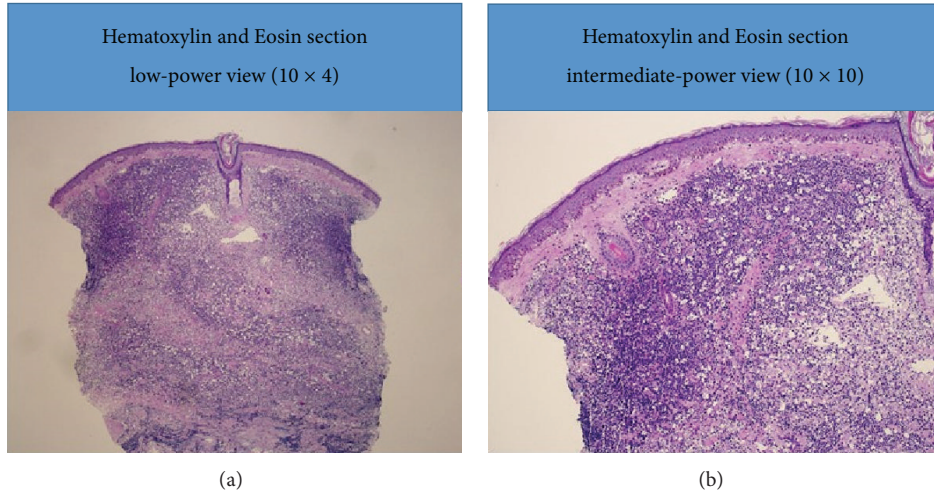 Hematoxylin and Eosin section
low-power view (10 × 4)
Hematoxylin and Eosin section
intermediate-power view (10 × 10)
(a)
(b)